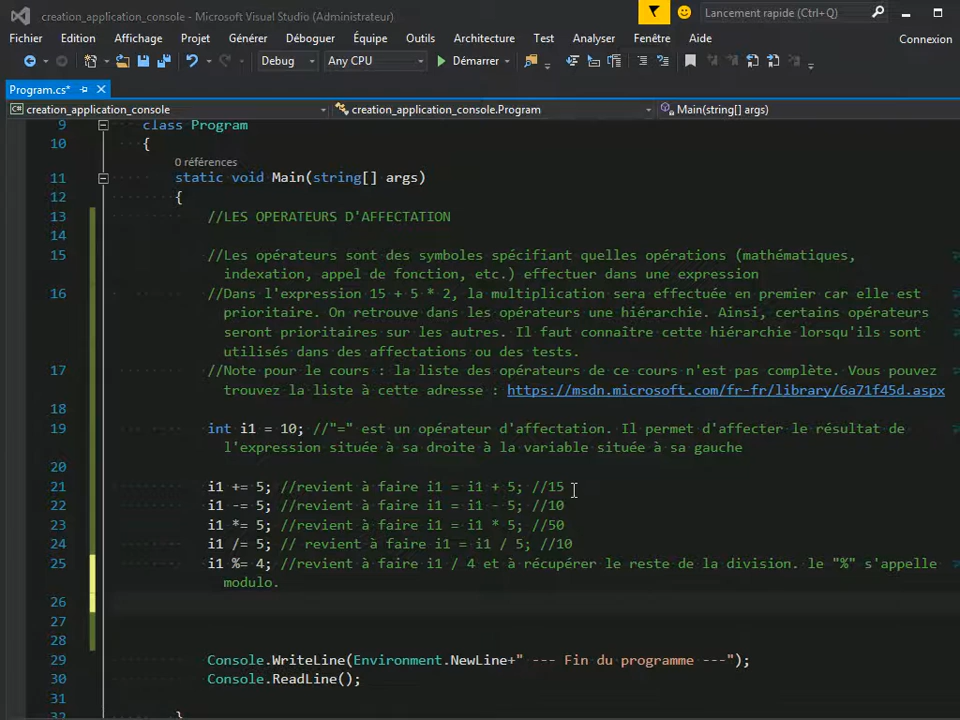 creation_application_console - Microsoft Visual Studio (Administrateur)
Lancement rapide (Ctrl+Q)
Fichier Edition Affichage Projet Générer Déboguer Équipe Outils Architecture Test Analyser Fenêtre Aide Connexion
Debug Any CPU Démarrer
Program.cs*
creation_application_console creation_application_console.Program Main(string[] args)
9 class Program
10 {
0 références
11 static void Main(string[] args)
12 {
13 //LES OPERATEURS D'AFFECTATION
14
15 //Les opérateurs sont des symboles spécifiant quelles opérations (mathématiques,
indexation, appel de fonction, etc.) effectuer dans une expression
16 //Dans l'expression 15 + 5 * 2, la multiplication sera effectuée en premier car elle est
prioritaire. On retrouve dans les opérateurs une hiérarchie. Ainsi, certains opérateurs
seront prioritaires sur les autres. Il faut connaître cette hiérarchie lorsqu'ils sont
utilisés dans des affectations ou des tests.
17 //Note pour le cours : la liste des opérateurs de ce cours n'est pas complète. Vous pouvez
trouvez la liste à cette adresse : https://msdn.microsoft.com/fr-fr/library/6a71f45d.aspx
18
19 int i1 = 10; //"=" est un opérateur d'affectation. Il permet d'affecter le résultat de
l'expression située à sa droite à la variable située à sa gauche
20
21 i1 += 5; //revient à faire i1 = i1 + 5; //15
22 i1 -= 5; //revient à faire i1 = i1 - 5; //10
23 i1 *= 5; //revient à faire i1 = i1 * 5; //50
24 i1 /= 5; // revient à faire i1 = i1 / 5; //10
25 i1 %= 4; //revient à faire i1 / 4 et à récupérer le reste de la division. le "%" s'appelle
modulo.
26
27
28
29 Console.WriteLine(Environment.NewLine+" --- Fin du programme ---");
30 Console.ReadLine();
31
32 }